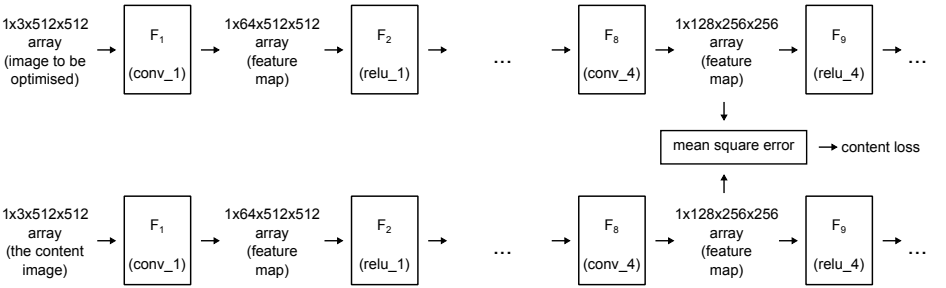 1x3x512x512
array
(image to be
optimised)
F1
(conv_1)
1x64x512x512
array
(feature
map)
F2
(relu_1)
...
F8
(conv_4)
1x128x256x256
array
(feature
map)
F9
(relu_4)
...
mean square error
content loss
1x3x512x512
array
(the content
image)
F1
(conv_1)
1x64x512x512
array
(feature
map)
F2
(relu_1)
...
F8
(conv_4)
1x128x256x256
array
(feature
map)
F9
(relu_4)
...